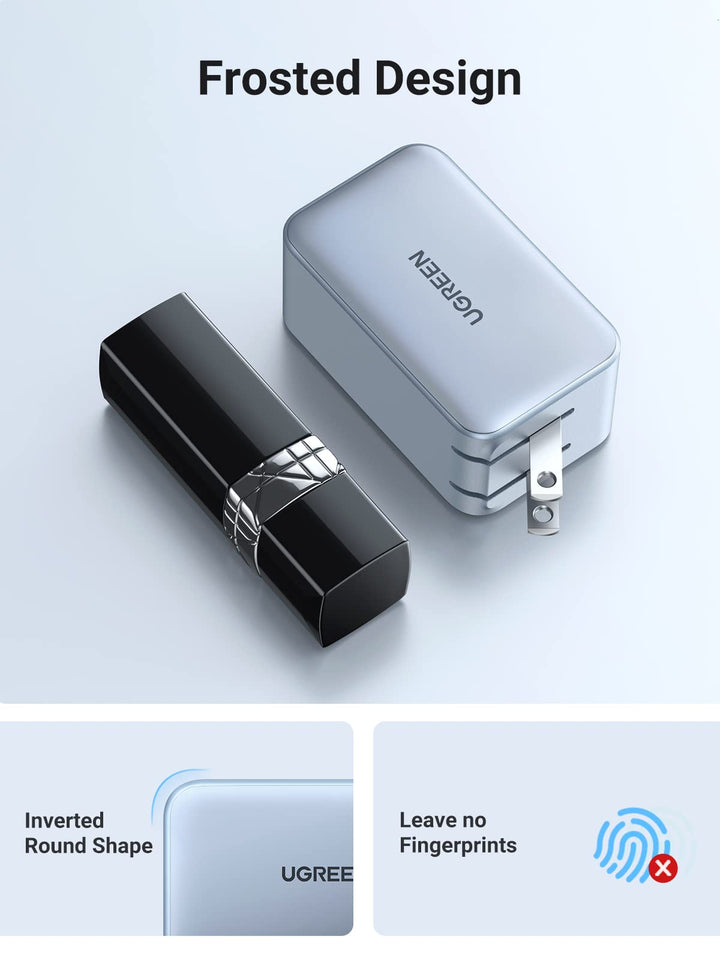 Frosted Design
UGREEN
Inverted
Round Shape
UGREE
Leave no
Fingerprints